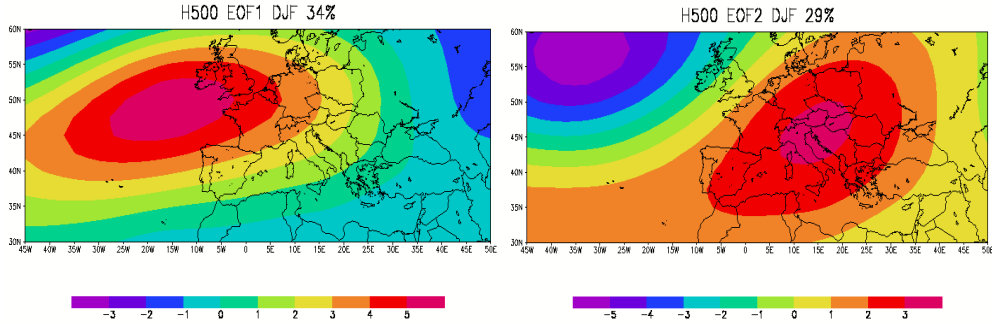 H500 EOF1 DJF 34%
60N
55N
50N
45N
40N
35N
30N
45W 40W 35W 30W 25W 20W 15W 10W 5W 0 5E 10E 15E 20E 25E 30E 35E 40E 45E 50E
-3 -2 -1 0 1 2 3 4 5
H500 EOF2 DJF 29%
60N
55N
50N
45N
40N
35N
30N
45W 40W 35W 30W 25W 20W 15W 10W 5W 0 5E 10E 15E 20E 25E 30E 35E 40E 45E 50E
-5 -4 -3 -2 -1 0 1 2 3